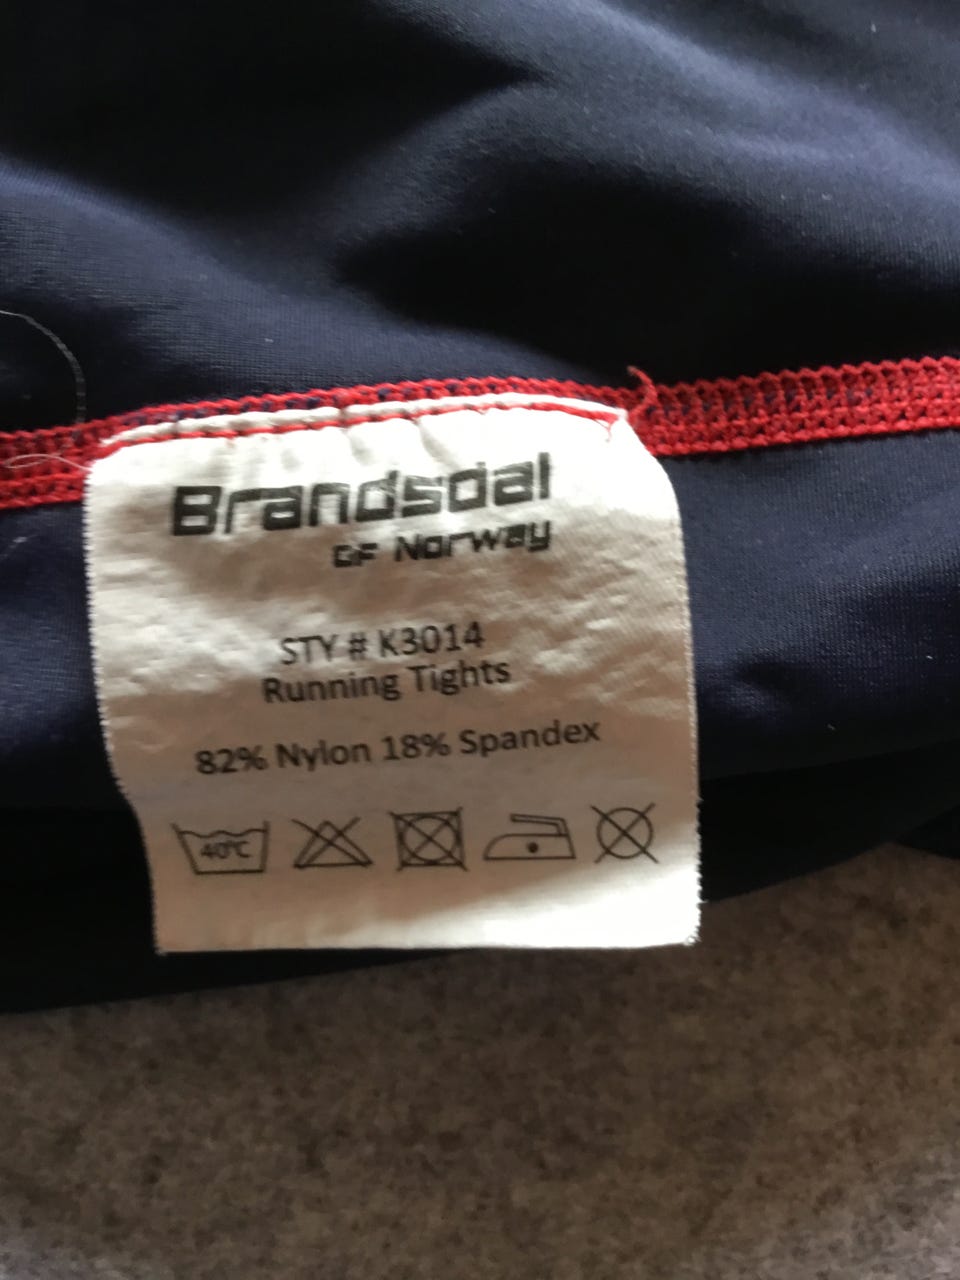 Brandsdal
OF Norway
STY # K3014
Running Tights
82% Nylon 18% Spandex
40°C